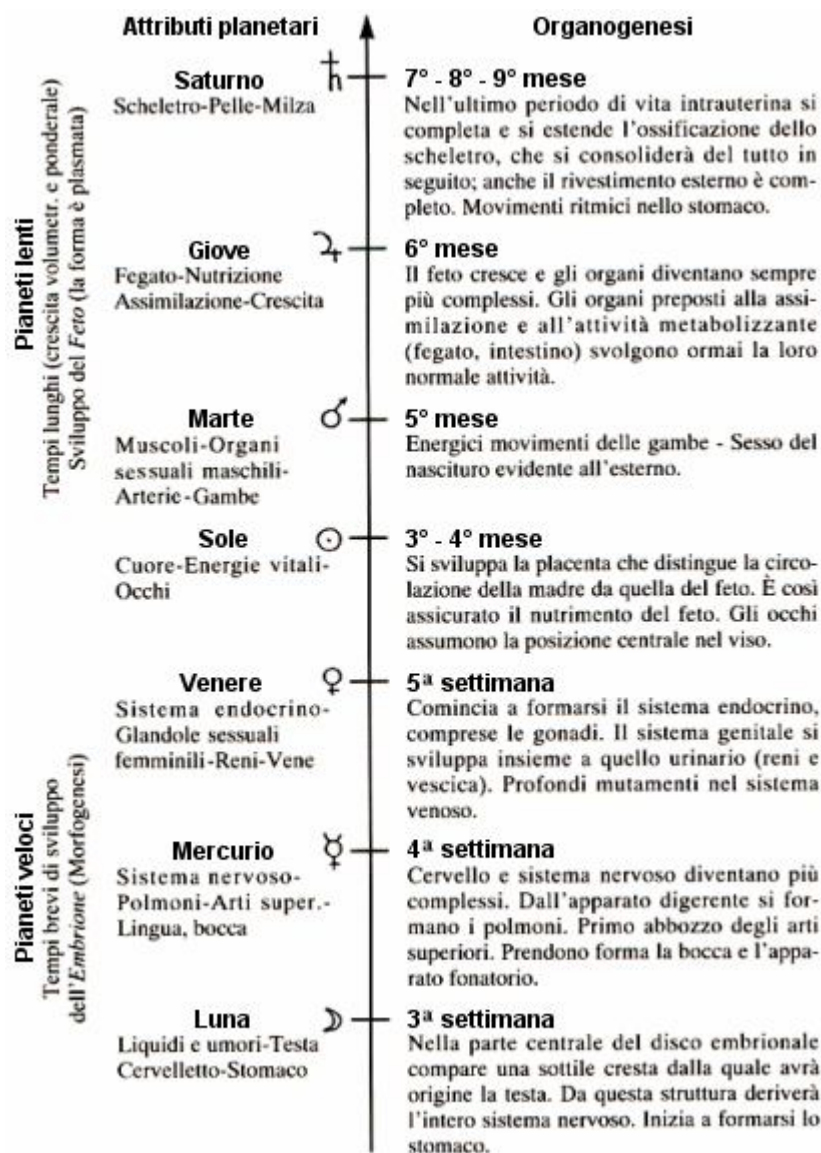 Attributi planetari
Organogenesi
Pianeti lenti
Tempi lunghi (crescita volumetr. e ponderale)
Sviluppo del Feto (la forma è plasmata)
Saturno ♄
Scheletro-Pelle-Milza
7° - 8° - 9° mese
Nell'ultimo periodo di vita intrauterina si
completa e si estende l'ossificazione dello
scheletro, che si consoliderà del tutto in
seguito; anche il rivestimento esterno è com-
pleto. Movimenti ritmici nello stomaco.
Giove ♃
Fegato-Nutrizione
Assimilazione-Crescita
6° mese
Il feto cresce e gli organi diventano sempre
più complessi. Gli organi preposti alla assi-
milazione e all'attività metabolizzante
(fegato, intestino) svolgono ormai la loro
normale attività.
Marte ♂
Muscoli-Organi
sessuali maschili-
Arterie-Gambe
5° mese
Energici movimenti delle gambe - Sesso del
nascituro evidente all'esterno.
Sole ☉
Cuore-Energie vitali-
Occhi
3° - 4° mese
Si sviluppa la placenta che distingue la circo-
lazione della madre da quella del feto. È così
assicurato il nutrimento del feto. Gli occhi
assumono la posizione centrale nel viso.
Pianeti veloci
Tempi brevi di sviluppo
dell'Embrione (Morfogenesi)
Venere ♀
Sistema endocrino-
Glandole sessuali
femminili-Reni-Vene
5ª settimana
Comincia a formarsi il sistema endocrino,
comprese le gonadi. Il sistema genitale si
sviluppa insieme a quello urinario (reni e
vescica). Profondi mutamenti nel sistema
venoso.
Mercurio ☿
Sistema nervoso-
Polmoni-Arti super.-
Lingua, bocca
4ª settimana
Cervello e sistema nervoso diventano più
complessi. Dall'apparato digerente si for-
mano i polmoni. Primo abbozzo degli arti
superiori. Prendono forma la bocca e l'appa-
rato fonatorio.
Luna ☽
Liquidi e umori-Testa
Cervelletto-Stomaco
3ª settimana
Nella parte centrale del disco embrionale
compare una sottile cresta dalla quale avrà
origine la testa. Da questa struttura deriverà
l'intero sistema nervoso. Inizia a formarsi lo
stomaco.